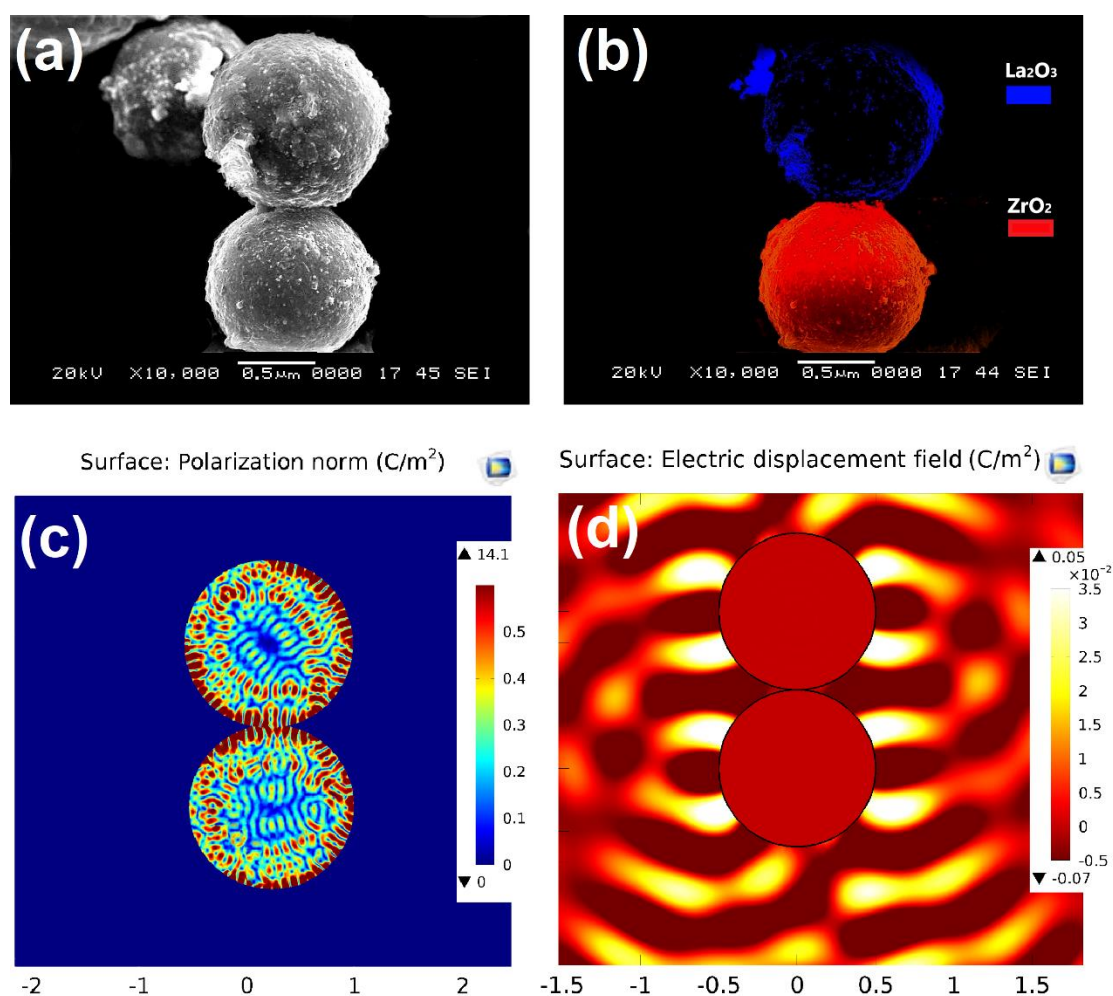 (a)
20kV X10,000 0.5μm 0000 17 45 SEI
(b)
La₂O₃
ZrO₂
20kV X10,000 0.5μm 0000 17 44 SEI
Surface: Polarization norm (C/m²)
(c)
▲ 14.1
0.5
0.4
0.3
0.2
0.1
0
▼ 0
-2 -1 0 1 2
Surface: Electric displacement field (C/m²)
(d)
▲ 0.05
×10⁻²
3.5
3
2.5
2
1.5
1
0.5
0
-0.5
▼ -0.07
-1.5 -1 -0.5 0 0.5 1 1.5